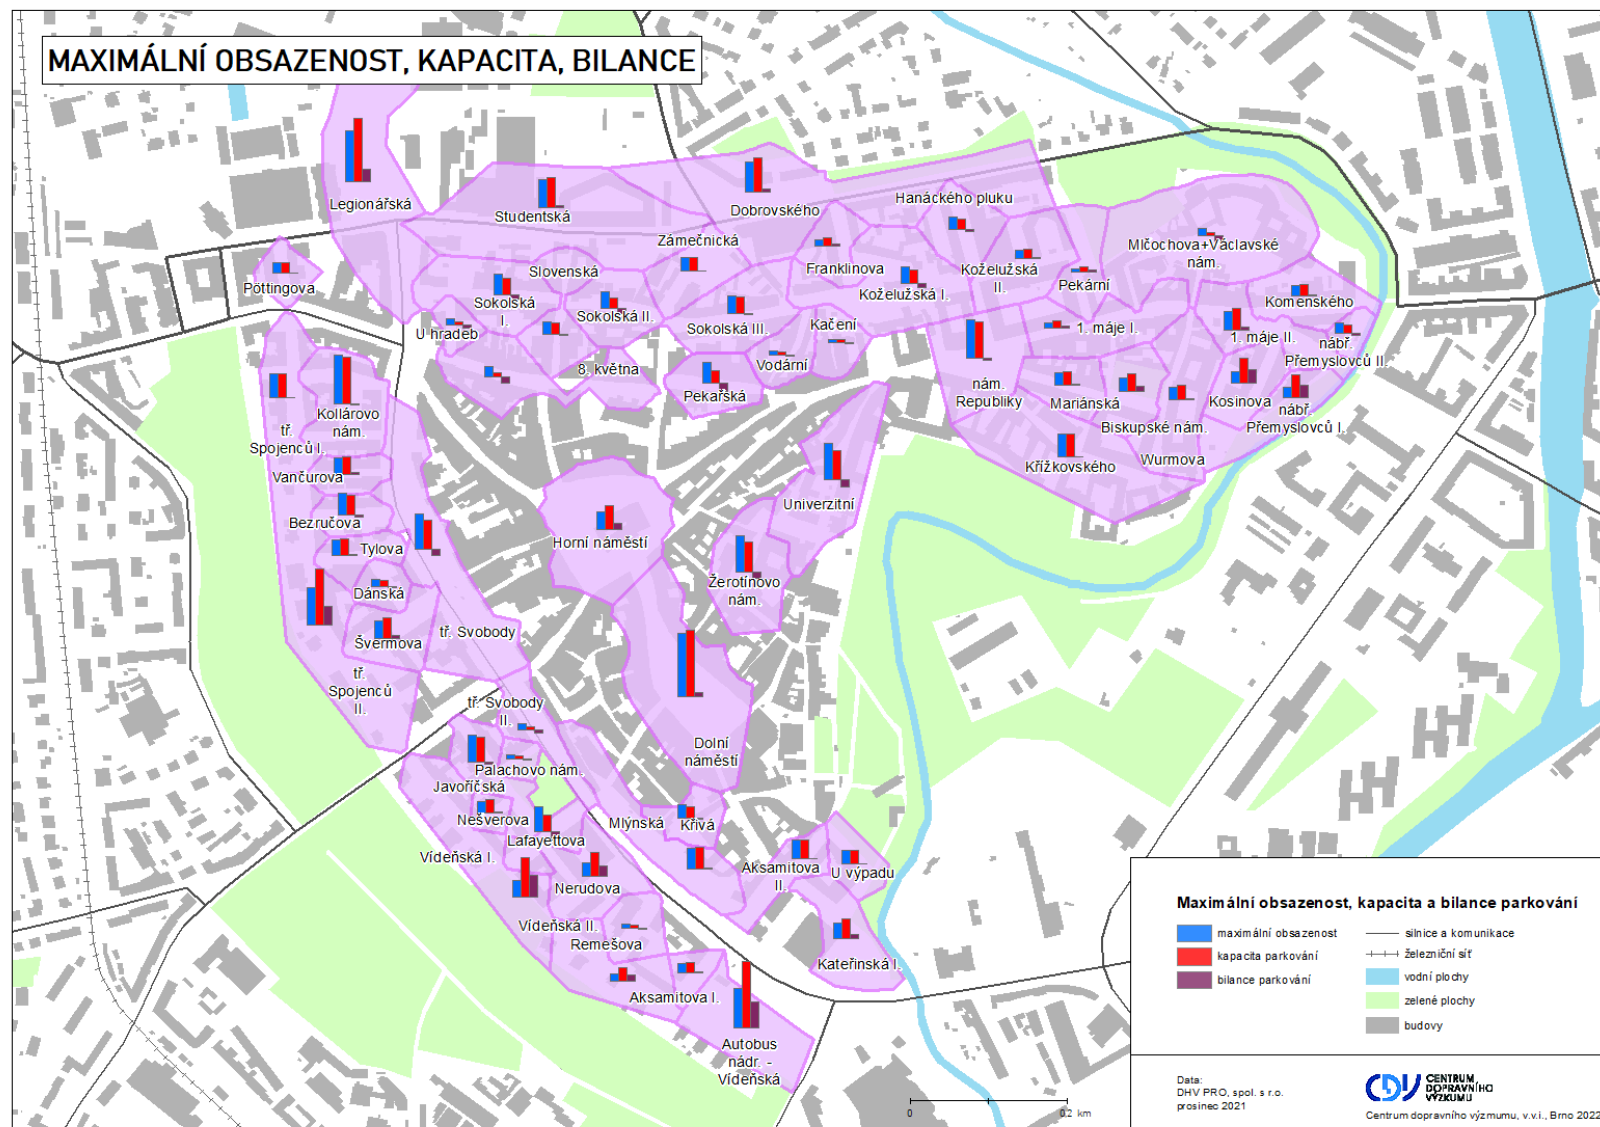 MAXIMÁLNÍ OBSAZENOST, KAPACITA, BILANCE
Legionářská
Studentská
Dobrovského
Hanáckého pluku
Zámečnická
Mlčochova+Václavské
nám.
Slovenská
Franklinova
Koželužská
II.
Pekární
Pöttingova
Sokolská
I.
Sokolská II.
Koželužská I.
Komenského
U hradeb
Sokolská III.
Kačení
1. máje I.
1. máje II.
nábř.
Přemyslovců II.
8. května
Vodární
Pekařská
nám.
Republiky
Mariánská
Kosinova
nábř.
Přemyslovců I.
Biskupské nám.
Kollárovo
nám.
tř.
Spojenců I.
Vančurova
Křížkovského
Wurmova
Bezručova
Univerzitní
Tylova
Horní náměstí
Dánská
Žerotínovo
nám.
Švermova
tř. Svobody
tř.
Spojenců
II.
tř. Svobody
II.
Dolní
náměstí
Palachovo nám.
Javoříčská
Nešverova
Mlýnská
Křivá
Lafayettova
Vídeňská I.
Aksamitova
II.
U výpadu
Nerudova
Vídeňská II.
Remešova
Kateřinská I.
Aksamitova I.
Autobus
nádr. -
Vídeňská
Maximální obsazenost, kapacita a bilance parkování
maximální obsazenost
kapacita parkování
bilance parkování
silnice a komunikace
železniční síť
vodní plochy
zelené plochy
budovy
0
0,2 km
Data:
DHV PRO, spol. s r.o.
prosinec 2021
CENTRUM
DOPRAVNÍHO
VÝZKUMU
Centrum dopravního výzmumu, v.v.i., Brno 2022